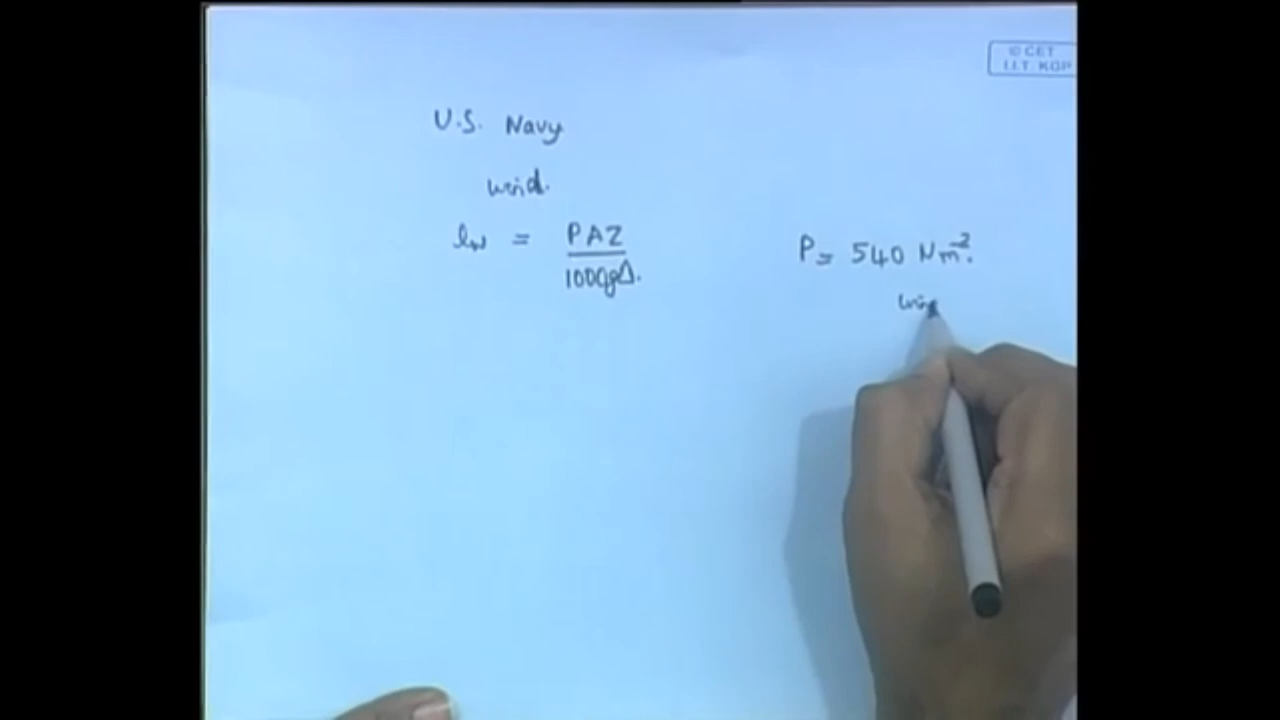 © CET
I.I.T. KGP
U.S. Navy
wind.
lw = PAZ / 1000gΔ.
P = 540 Nm⁻².